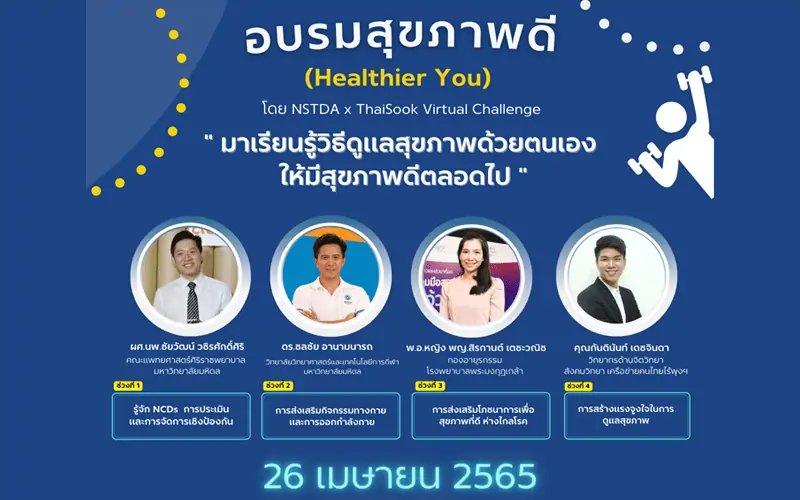 อบรมสุขภาพดี
(Healthier You)
โดย NSTDA x ThaiSook Virtual Challenge
" มาเรียนรู้วิธีดูแลสุขภาพด้วยตนเอง
ให้มีสุขภาพดีตลอดไป "
ผศ.นพ.ชัยวัฒน์ วชิรศักดิ์ศิริ
คณะแพทยศาสตร์ศิริราชพยาบาล
มหาวิทยาลัยมหิดล
ดร.ชลชัย อานามนารถ
วิทยาลัยวิทยาศาสตร์และเทคโนโลยีการกีฬา
มหาวิทยาลัยมหิดล
พ.อ.หญิง พญ.สิรกานต์ เตชะวณิช
กองอายุรกรรม
โรงพยาบาลพระมงกุฎเกล้า
คุณกันตินันท์ เดชจินดา
วิทยากรด้านจิตวิทยา
สังคมวิทยา เครือข่ายคนไทยไร้พุงฯ
ช่วงที่ 1
รู้จัก NCDs การประเมิน
และการจัดการเชิงป้องกัน
ช่วงที่ 2
การส่งเสริมกิจกรรมทางกาย
และการออกกำลังกาย
ช่วงที่ 3
การส่งเสริมโภชนาการเพื่อ
สุขภาพที่ดี ห่างไกลโรค
ช่วงที่ 4
การสร้างแรงจูงใจในการ
ดูแลสุขภาพ
26 เมษายน 2565